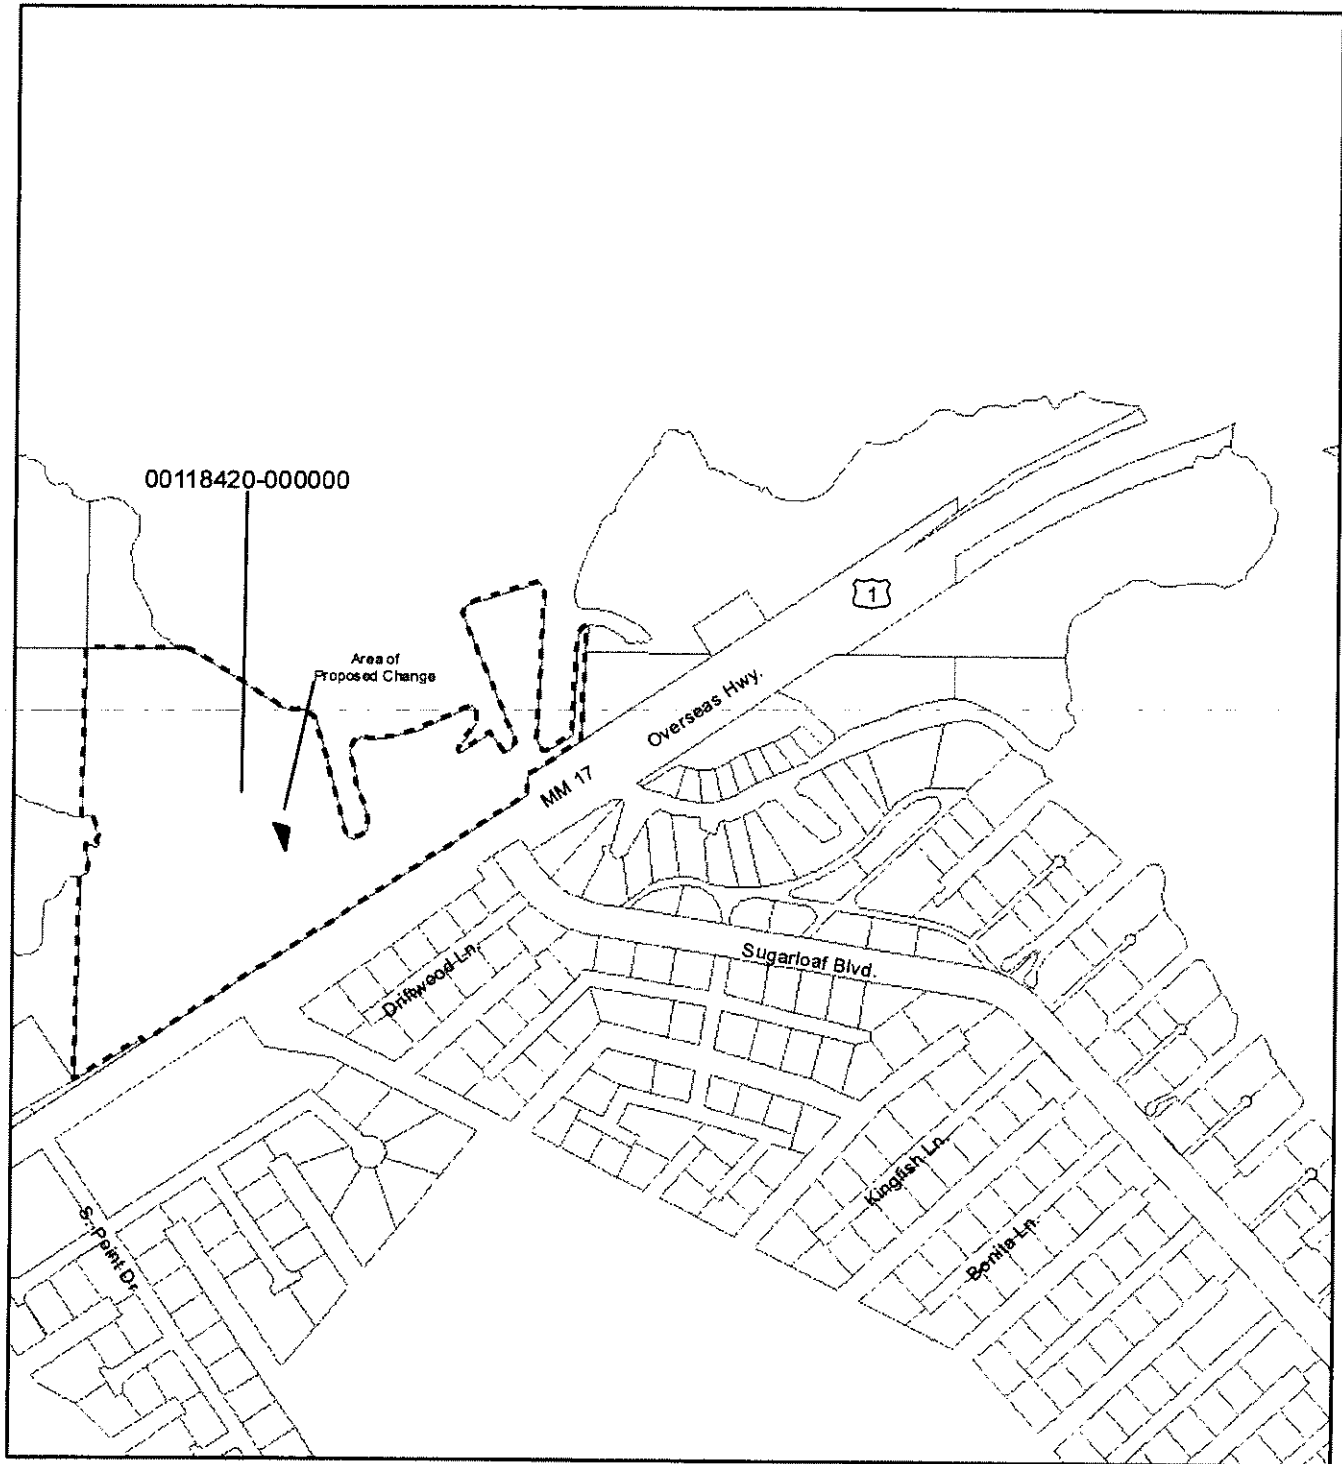 00118420-000000
1
Area of
Proposed Change
Overseas Hwy.
MM 17
Driftwood Ln.
Sugarloaf Blvd.
Kingfish Ln.
Bonita Ln.
S. Point Dr.